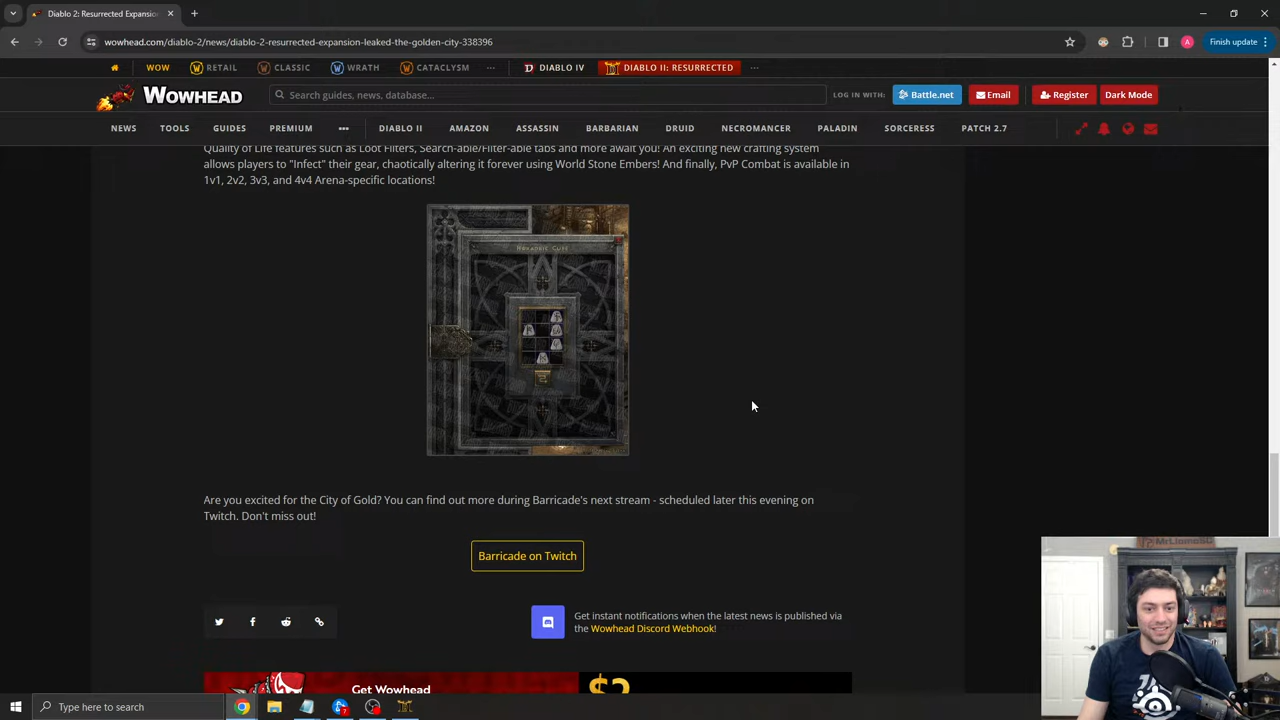 Diablo 2: Resurrected Expansio
wowhead.com/diablo-2/news/diablo-2-resurrected-expansion-leaked-the-golden-city-338396
A
Finish update
WOW
RETAIL
CLASSIC
WRATH
CATACLYSM
DIABLO IV
DIABLO II: RESURRECTED
WOWHEAD
Search guides, news, database...
LOG IN WITH:
Battle.net
Email
Register
Dark Mode
NEWS
TOOLS
GUIDES
PREMIUM
DIABLO II
AMAZON
ASSASSIN
BARBARIAN
DRUID
NECROMANCER
PALADIN
SORCERESS
PATCH 2.7
Quality of Life features such as Loot Filters, Search-able/Filter-able tabs and more await you! An exciting new crafting system
allows players to "Infect" their gear, chaotically altering it forever using World Stone Embers! And finally, PvP Combat is available in
1v1, 2v2, 3v3, and 4v4 Arena-specific locations!
Horadric Cube
Are you excited for the City of Gold? You can find out more during Barricade's next stream - scheduled later this evening on
Twitch. Don't miss out!
Barricade on Twitch
Get instant notifications when the latest news is published via
the Wowhead Discord Webhook!
Get Wowhead
$2
MrLlamaSC
Type here to search